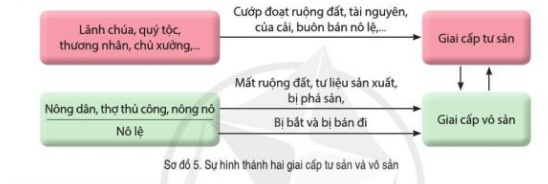 Lãnh chúa, quý tộc,
thương nhân, chủ xưởng,...
Cướp đoạt ruộng đất, tài nguyên,
của cải, buôn bán nô lệ,...
Giai cấp tư sản
Nông dân, thợ thủ công, nông nô
Nô lệ
Mất ruộng đất, tư liệu sản xuất,
bị phá sản,
Bị bắt và bị bán đi
Giai cấp vô sản
Sơ đồ 5. Sự hình thành hai giai cấp tư sản và vô sản